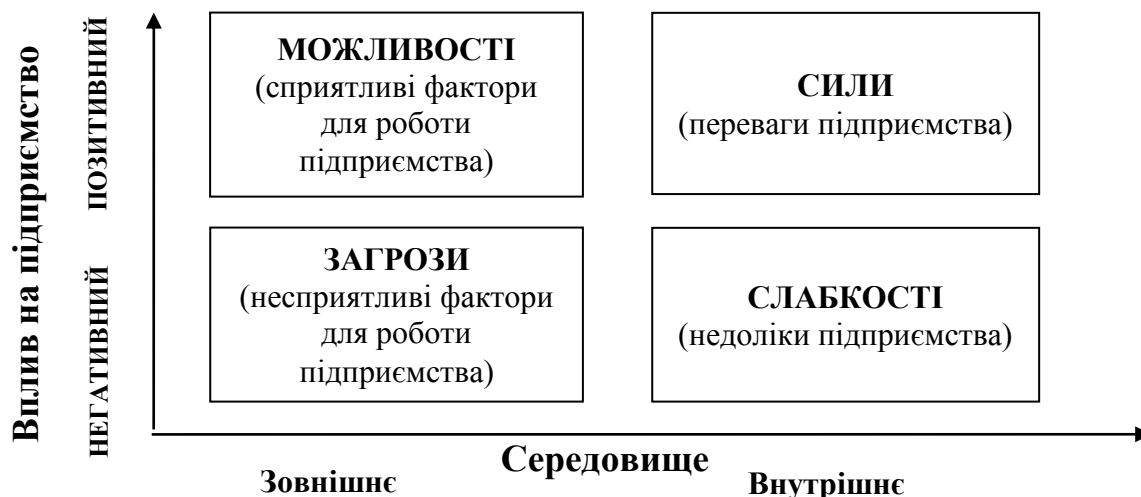 Вплив на підприємство
ПОЗИТИВНИЙ
НЕГАТИВНИЙ
МОЖЛИВОСТІ
(сприятливі фактори
для роботи
підприємства)
СИЛИ
(переваги підприємства)
ЗАГРОЗИ
(несприятливі фактори
для роботи
підприємства)
СЛАБКОСТІ
(недоліки підприємства)
Середовище
Зовнішнє
Внутрішнє